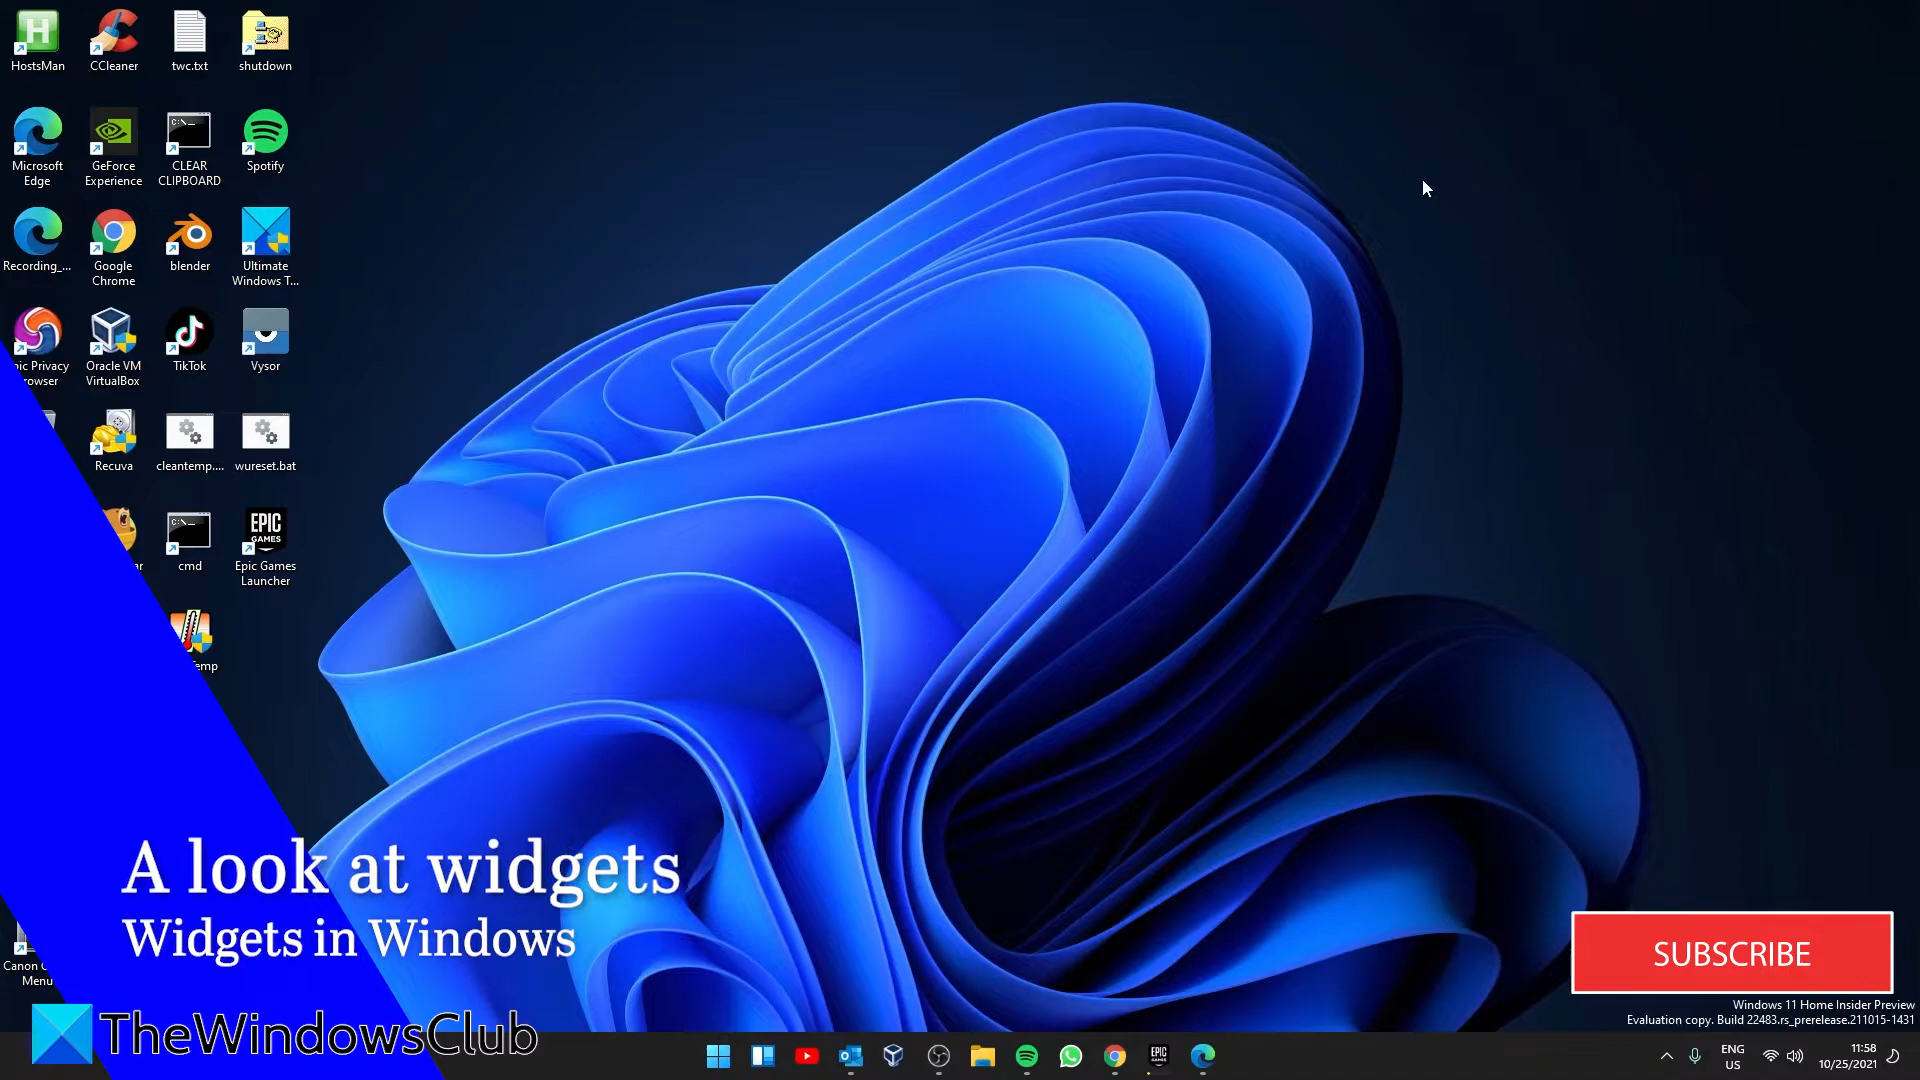 HostsMan
CCleaner
twc.txt
shutdown
Microsoft
Edge
GeForce
Experience
CLEAR
CLIPBOARD
Spotify
Recording_...
Google
Chrome
blender
Ultimate
Windows T...
Privacy
Oracle VM
VirtualBox
TikTok
Vysor
Recuva
cleantemp....
wureset.bat
cmd
EPIC
GAMES
Epic Games
Launcher
A look at widgets
Widgets in Windows
Canon
Menu
TheWindowsClub
SUBSCRIBE
Windows 11 Home Insider Preview
Evaluation copy. Build 22483.rs_prerelease.211015-1431
ENG
US
11:58
10/25/2021